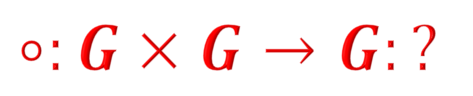 ∘: G × G → G: ?